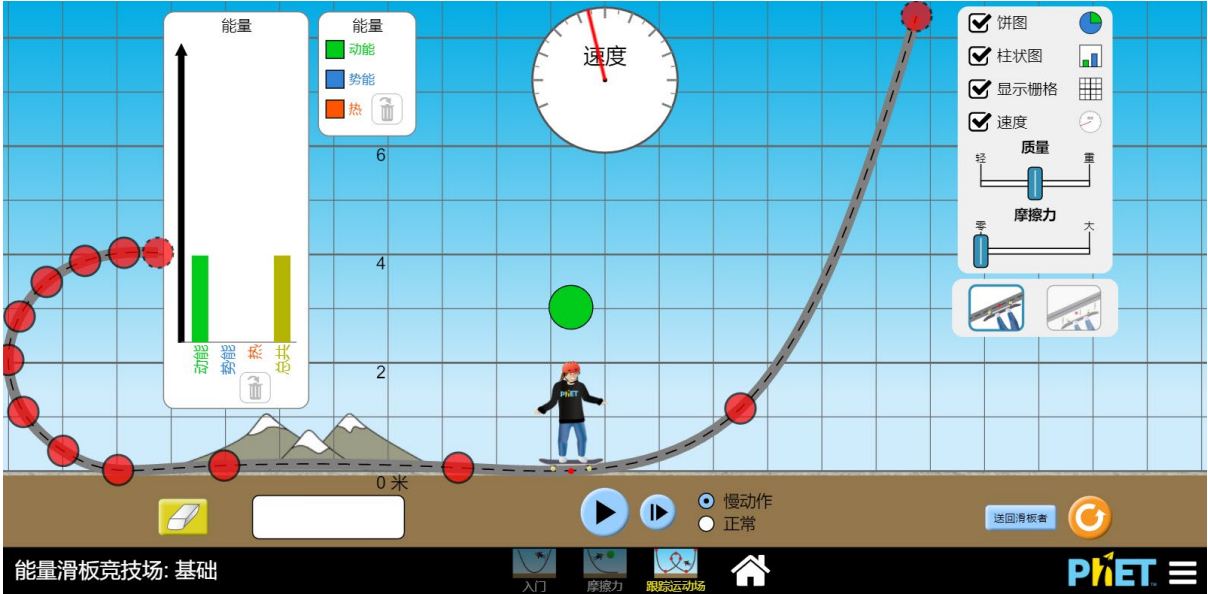 能量
动能
势能
热
总共
能量
动能
势能
热
速度
6
4
2
0 米
饼图
柱状图
显示栅格
速度
质量
轻
重
摩擦力
零
大
PhET
慢动作
正常
送回滑板者
能量滑板竞技场: 基础
入门
摩擦力
跟踪运动场
PhET